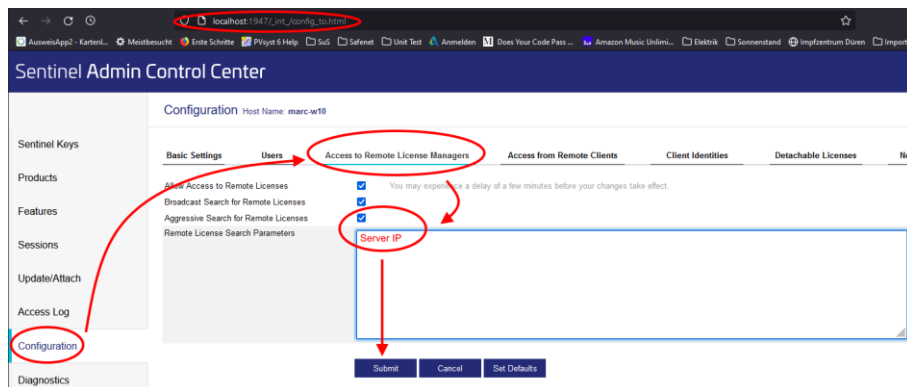 localhost:1947/_int_/config_to.html
AusweisApp2 - Kartenl... Meistbesucht Erste Schritte PVsyst 6 Help SuS Safenet Unit Test Anmelden Does Your Code Pass ... Amazon Music Unlimi... Elektrik Sonnenstand Impfzentrum Düren Import
Sentinel Admin Control Center
Configuration Host Name: marc-w10
Sentinel Keys
Products
Features
Sessions
Update/Attach
Access Log
Configuration
Diagnostics
Basic Settings Users Access to Remote License Managers Access from Remote Clients Client Identities Detachable Licenses
Allow Access to Remote Licenses You may experience a delay of a few minutes before your changes take effect.
Broadcast Search for Remote Licenses
Aggressive Search for Remote Licenses
Remote License Search Parameters Server IP
Submit Cancel Set Defaults